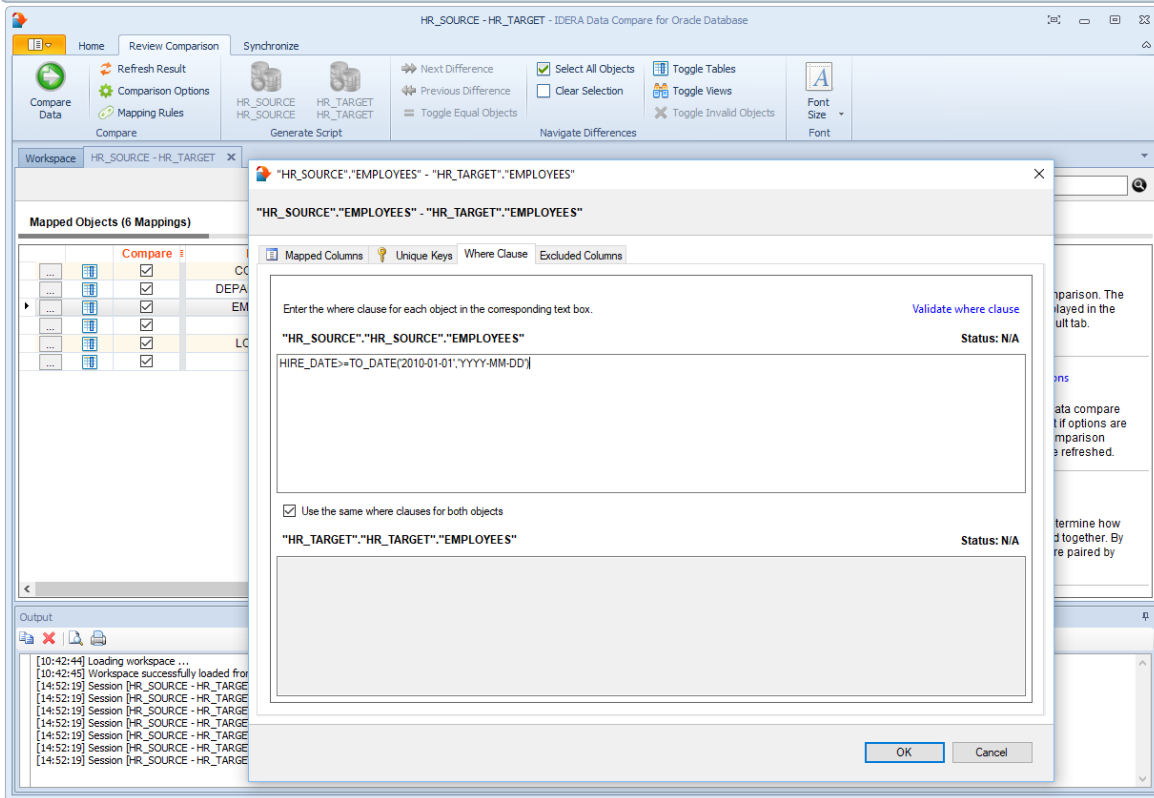 HR_SOURCE - HR_TARGET - IDERA Data Compare for Oracle Database
Home Review Comparison Synchronize
Compare Data
Refresh Result
Comparison Options
Mapping Rules
Compare
HR_SOURCE HR_SOURCE
HR_TARGET HR_TARGET
Generate Script
Next Difference
Previous Difference
Toggle Equal Objects
Select All Objects
Clear Selection
Toggle Tables
Toggle Views
Toggle Invalid Objects
Navigate Differences
A
Font Size
Font
Workspace HR_SOURCE - HR_TARGET
Mapped Objects (6 Mappings)
Compare
...
CO
...
DEPA
...
EM
...
...
LO
...
"HR_SOURCE"."EMPLOYEES" - "HR_TARGET"."EMPLOYEES"
"HR_SOURCE"."EMPLOYEES" - "HR_TARGET"."EMPLOYEES"
Mapped Columns Unique Keys Where Clause Excluded Columns
Enter the where clause for each object in the corresponding text box.
Validate where clause
"HR_SOURCE"."HR_SOURCE"."EMPLOYEES" Status: N/A
HIRE_DATE>=TO_DATE('2010-01-01','YYYY-MM-DD')
Use the same where clauses for both objects
"HR_TARGET"."HR_TARGET"."EMPLOYEES" Status: N/A
OK Cancel
nparison. The
layed in the
ult tab.
ons
ata compare
t if options are
mparison
e refreshed.
termine how
d together. By
re paired by
Output
[10:42:44] Loading workspace ...
[10:42:45] Workspace successfully loaded fror
[14:52:19] Session [HR_SOURCE - HR_TARGE
[14:52:19] Session [HR_SOURCE - HR_TARGE
[14:52:19] Session [HR_SOURCE - HR_TARGE
[14:52:19] Session [HR_SOURCE - HR_TARGE
[14:52:19] Session [HR_SOURCE - HR_TARGE
[14:52:19] Session [HR_SOURCE - HR_TARGE
[14:52:19] Session [HR_SOURCE - HR_TARGE